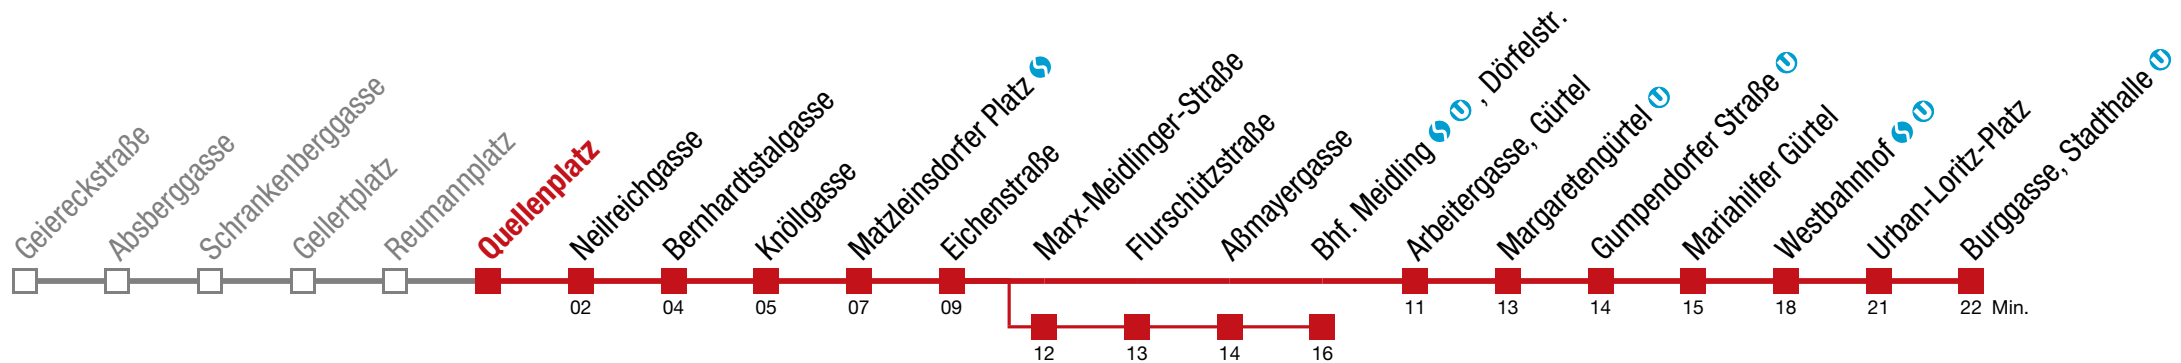 Geiereckstraße
Absberggasse
Schrankenberggasse
Gellertplatz
Reumannplatz
Quellenplatz
Neilreichgasse
Bernhardtstalgasse
Knöllgasse
Matzleinsdorfer Platz
Eichenstraße
Marx-Meidlinger-Straße
Flurschützstraße
Aßmayergasse
Bhf. Meidling U , Dörfelstr.
Arbeitergasse, Gürtel
Margaretengürtel U
Gumpendorfer Straße U
Mariahilfer Gürtel
Westbahnhof U
Urban-Loritz-Platz
Burggasse, Stadthalle U
02 04 05 07 09 11 13 14 15 18 21 22 Min.
12 13 14 16